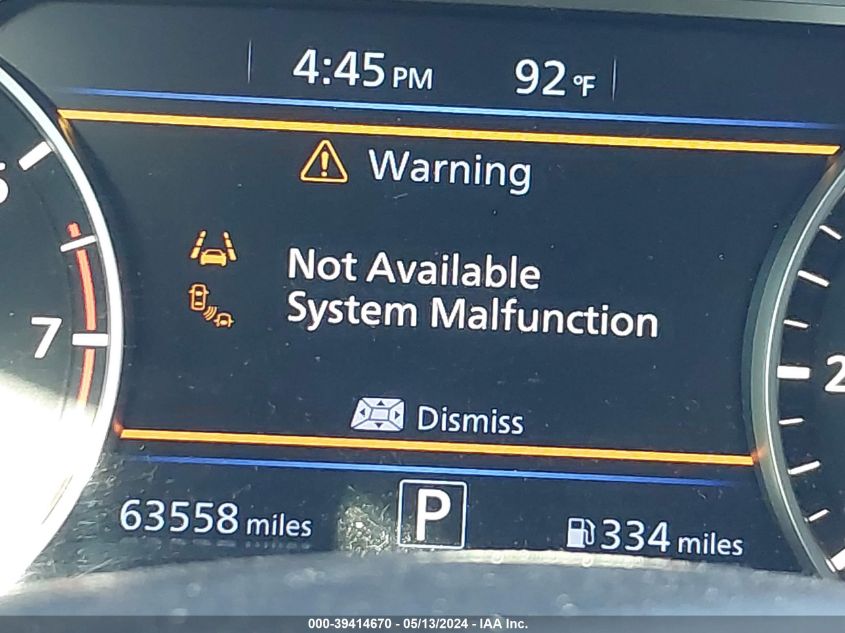 4:45 PM 92 °F
Warning
Not Available
System Malfunction
Dismiss
7
2
63558 miles P 334 miles
000-39414670 - 05/13/2024 - IAA Inc.